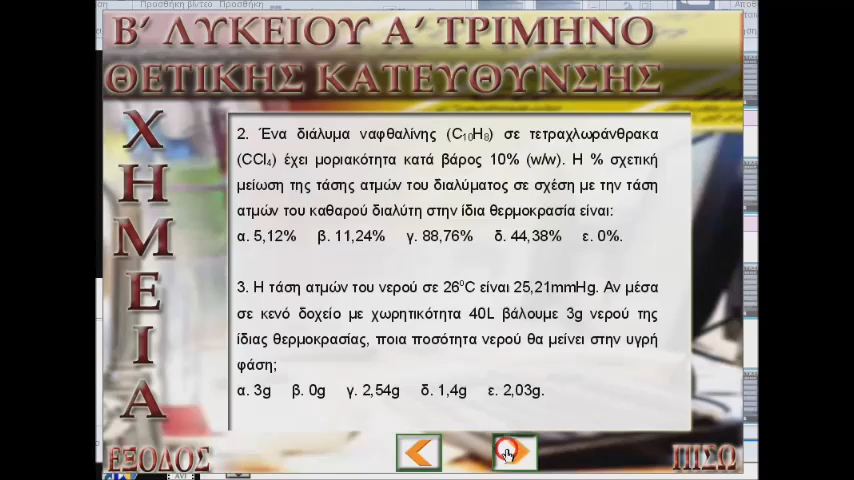 Προσθήκη βίντεο Προσθήκη
Β΄ ΛΥΚΕΙΟΥ Α΄ ΤΡΙΜΗΝΟ
ΘΕΤΙΚΗΣ ΚΑΤΕΥΘΥΝΣΗΣ
ΧΗΜΕΙΑ
2. Ένα διάλυμα ναφθαλίνης (C₁₀H₈) σε τετραχλωράνθρακα
(CCl₄) έχει μοριακότητα κατά βάρος 10% (w/w). Η % σχετική
μείωση της τάσης ατμών του διαλύματος σε σχέση με την τάση
ατμών του καθαρού διαλύτη στην ίδια θερμοκρασία είναι:
α. 5,12% β. 11,24% γ. 88,76% δ. 44,38% ε. 0%.
3. Η τάση ατμών του νερού σε 26⁰C είναι 25,21mmHg. Αν μέσα
σε κενό δοχείο με χωρητικότητα 40L βάλουμε 3g νερού της
ίδιας θερμοκρασίας, ποια ποσότητα νερού θα μείνει στην υγρή
φάση;
α. 3g β. 0g γ. 2,54g δ. 1,4g ε. 2,03g.
ΕΞΟΔΟΣ
ΠΙΣΩ